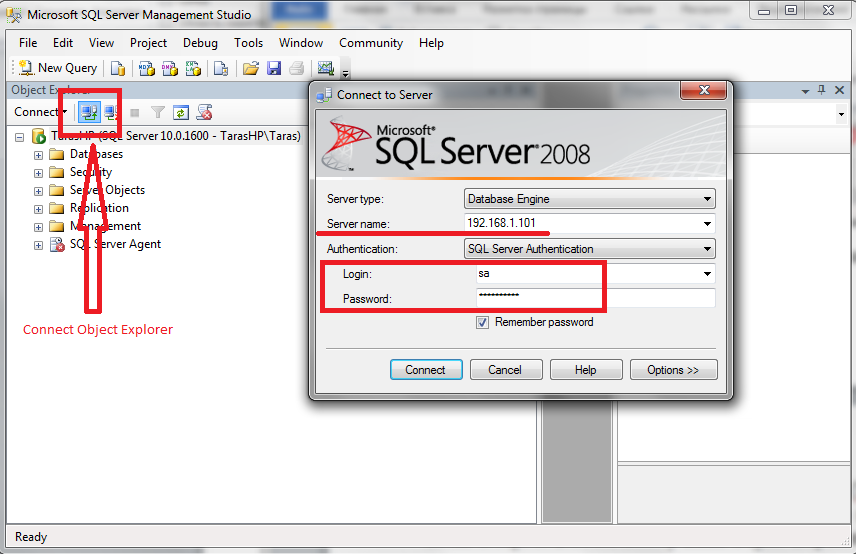 Microsoft SQL Server Management Studio
File Edit View Project Debug Tools Window Community Help
New Query
Object Explorer
Connect
TarasHP (SQL Server 10.0.1600 - TarasHP\Taras)
Databases
Security
Server Objects
Replication
Management
SQL Server Agent
Connect Object Explorer
Connect to Server
Microsoft®
SQL Server® 2008
Server type: Database Engine
Server name: 192.168.1.101
Authentication: SQL Server Authentication
Login: sa
Password: **********
Remember password
Connect Cancel Help Options >>
Ready